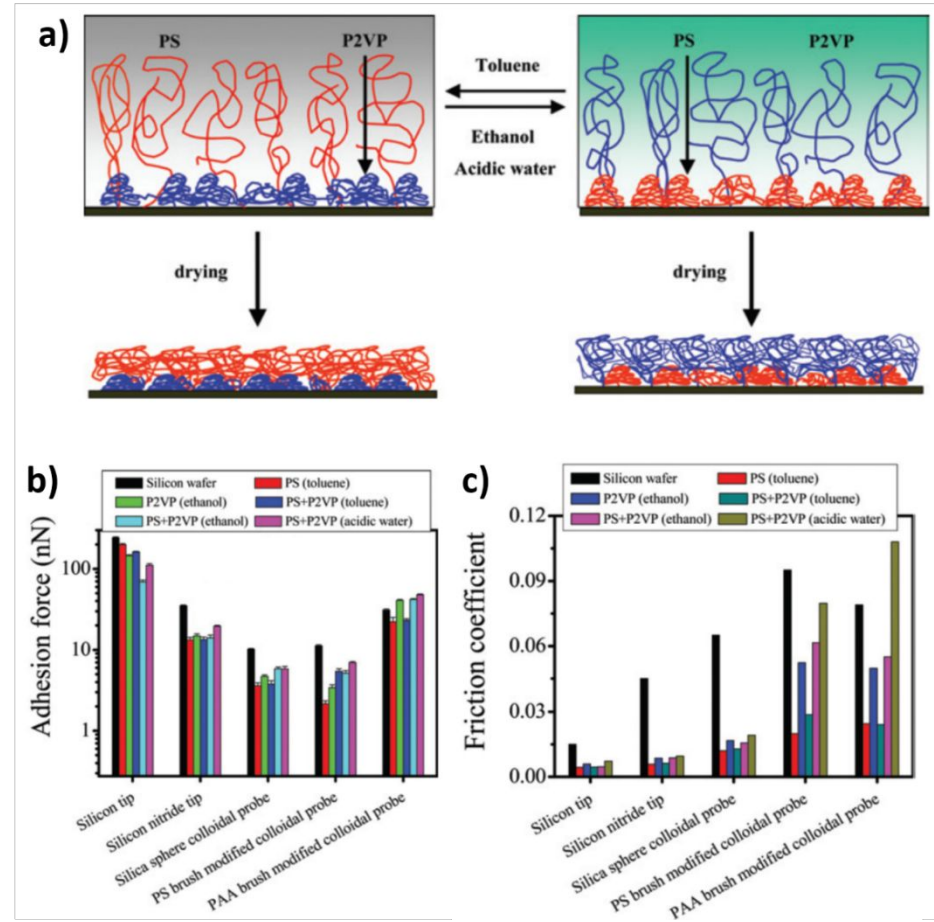 a)
PS P2VP
Toluene
Ethanol
Acidic water
PS P2VP
drying
drying
b)
Silicon wafer PS (toluene)
P2VP (ethanol) PS+P2VP (toluene)
PS+P2VP (ethanol) PS+P2VP (acidic water)
Adhesion force (nN)
100
10
1
Silicon tip
Silicon nitride tip
Silica sphere colloidal probe
PS brush modified colloidal probe
PAA brush modified colloidal probe
c)
Silicon wafer PS (toluene)
P2VP (ethanol) PS+P2VP (toluene)
PS+P2VP (ethanol) PS+P2VP (acidic water)
Friction coefficient
0.12
0.09
0.06
0.03
0.00
Silicon tip
Silicon nitride tip
Silica sphere colloidal probe
PS brush modified colloidal probe
PAA brush modified colloidal probe